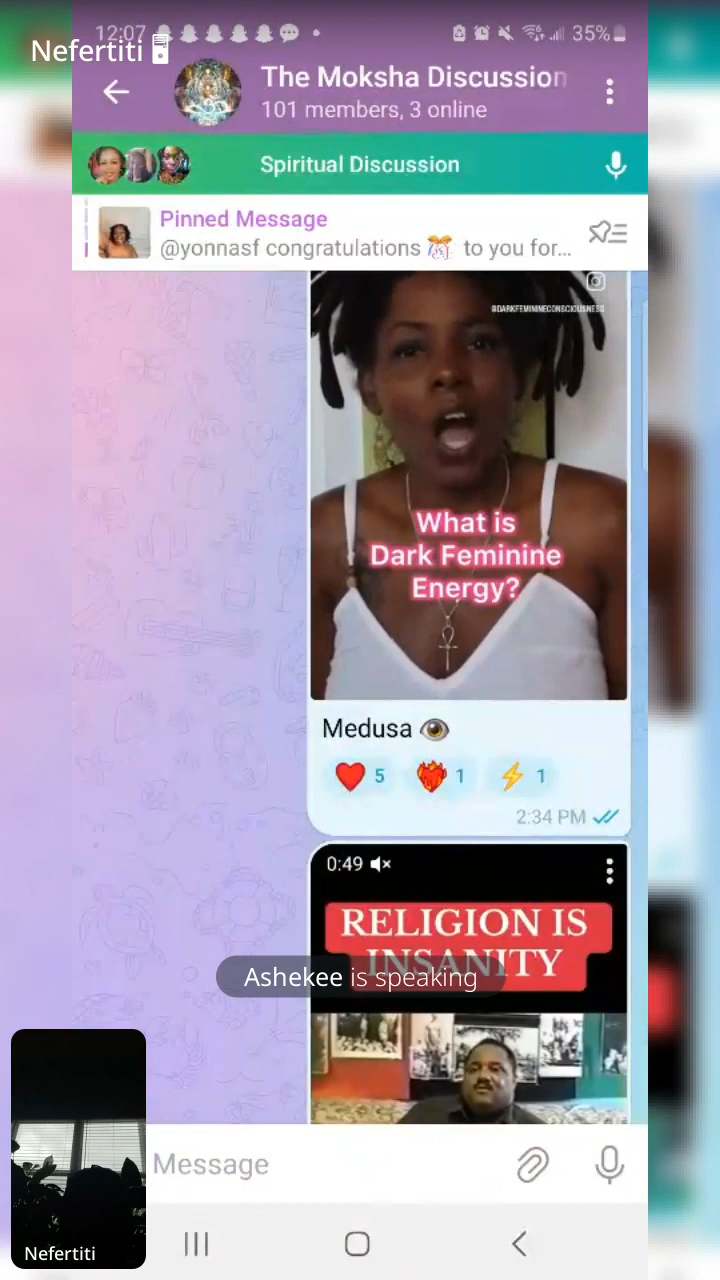 12:07
35%
Nefertiti
The Moksha Discussion
101 members, 3 online
Spiritual Discussion
Pinned Message
@yonnasf congratulations to you for...
@DARKFEMININECONSCIOUSNESS
What is
Dark Feminine
Energy?
Medusa
5 1 1
2:34 PM
0:49
RELIGION IS
INSANITY
Ashekee is speaking
Message
Nefertiti